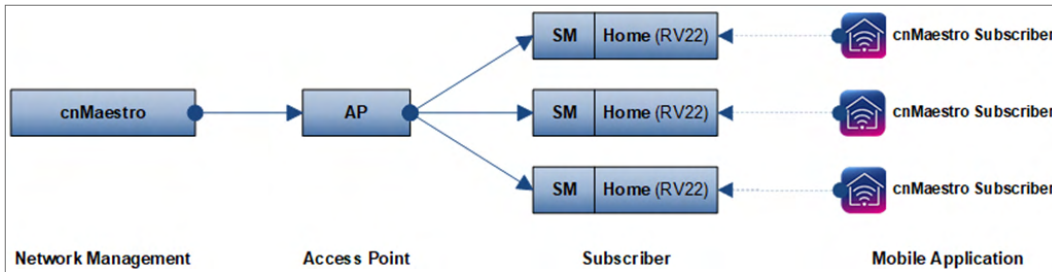 SM Home (RV22) cnMaestro Subscriber
cnMaestro AP SM Home (RV22) cnMaestro Subscriber
SM Home (RV22) cnMaestro Subscriber
Network Management Access Point Subscriber Mobile Application